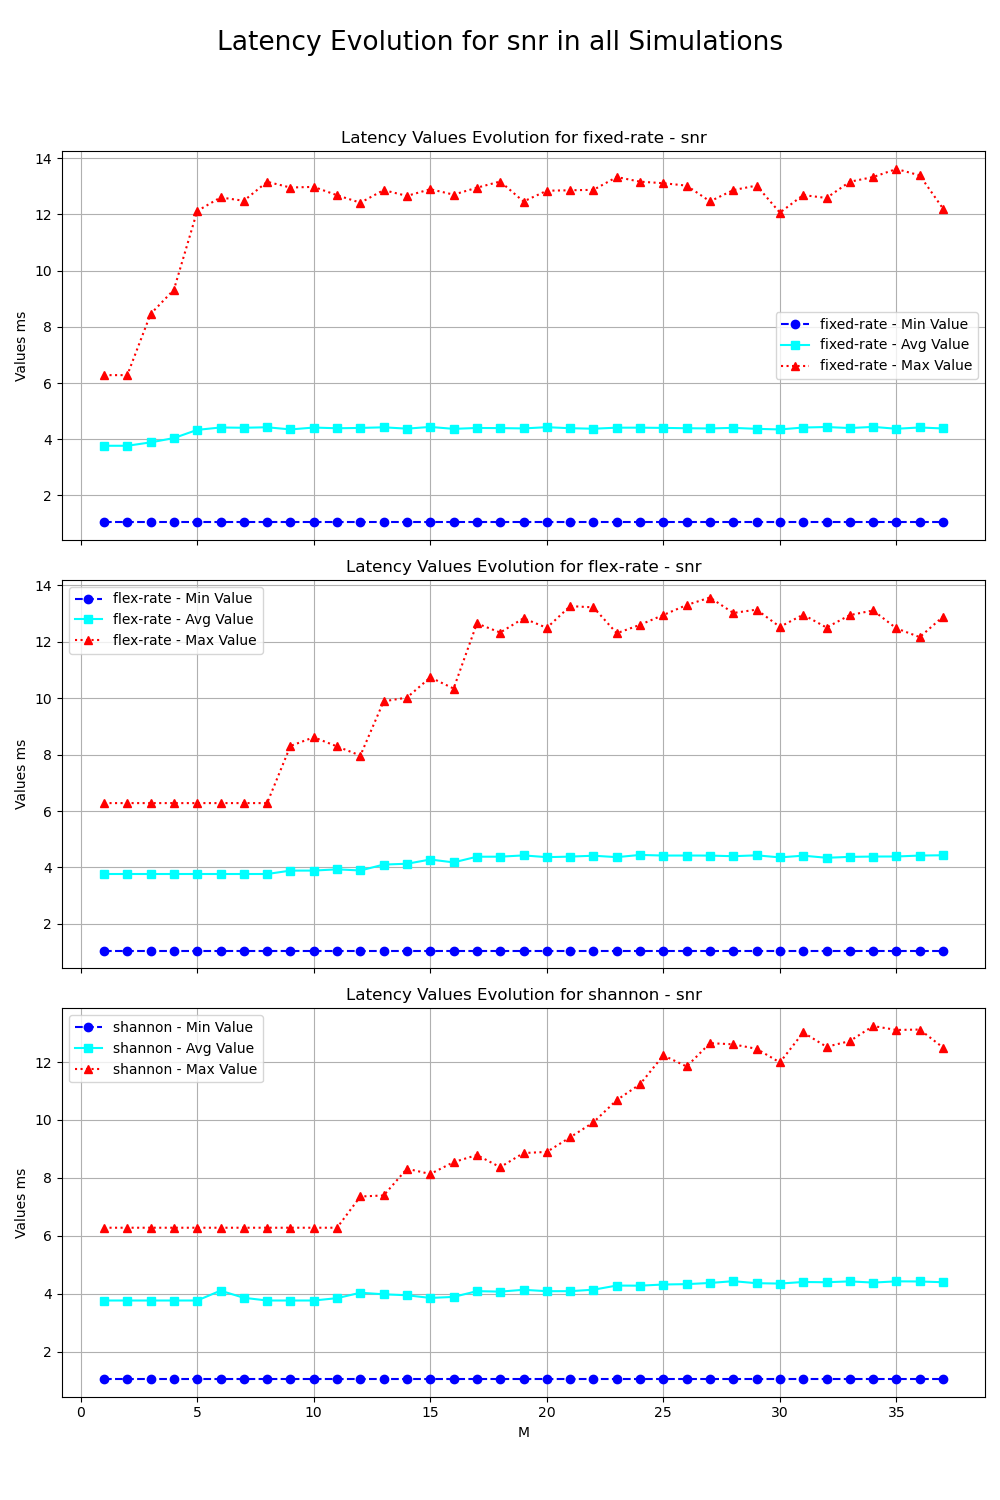 Latency Evolution for snr in all Simulations
Latency Values Evolution for fixed-rate - snr
14
12
10
8
6
4
2
Values ms
fixed-rate - Min Value
fixed-rate - Avg Value
fixed-rate - Max Value
Latency Values Evolution for flex-rate - snr
14
12
10
8
6
4
2
Values ms
flex-rate - Min Value
flex-rate - Avg Value
flex-rate - Max Value
Latency Values Evolution for shannon - snr
12
10
8
6
4
2
Values ms
shannon - Min Value
shannon - Avg Value
shannon - Max Value
0 5 10 15 20 25 30 35
M